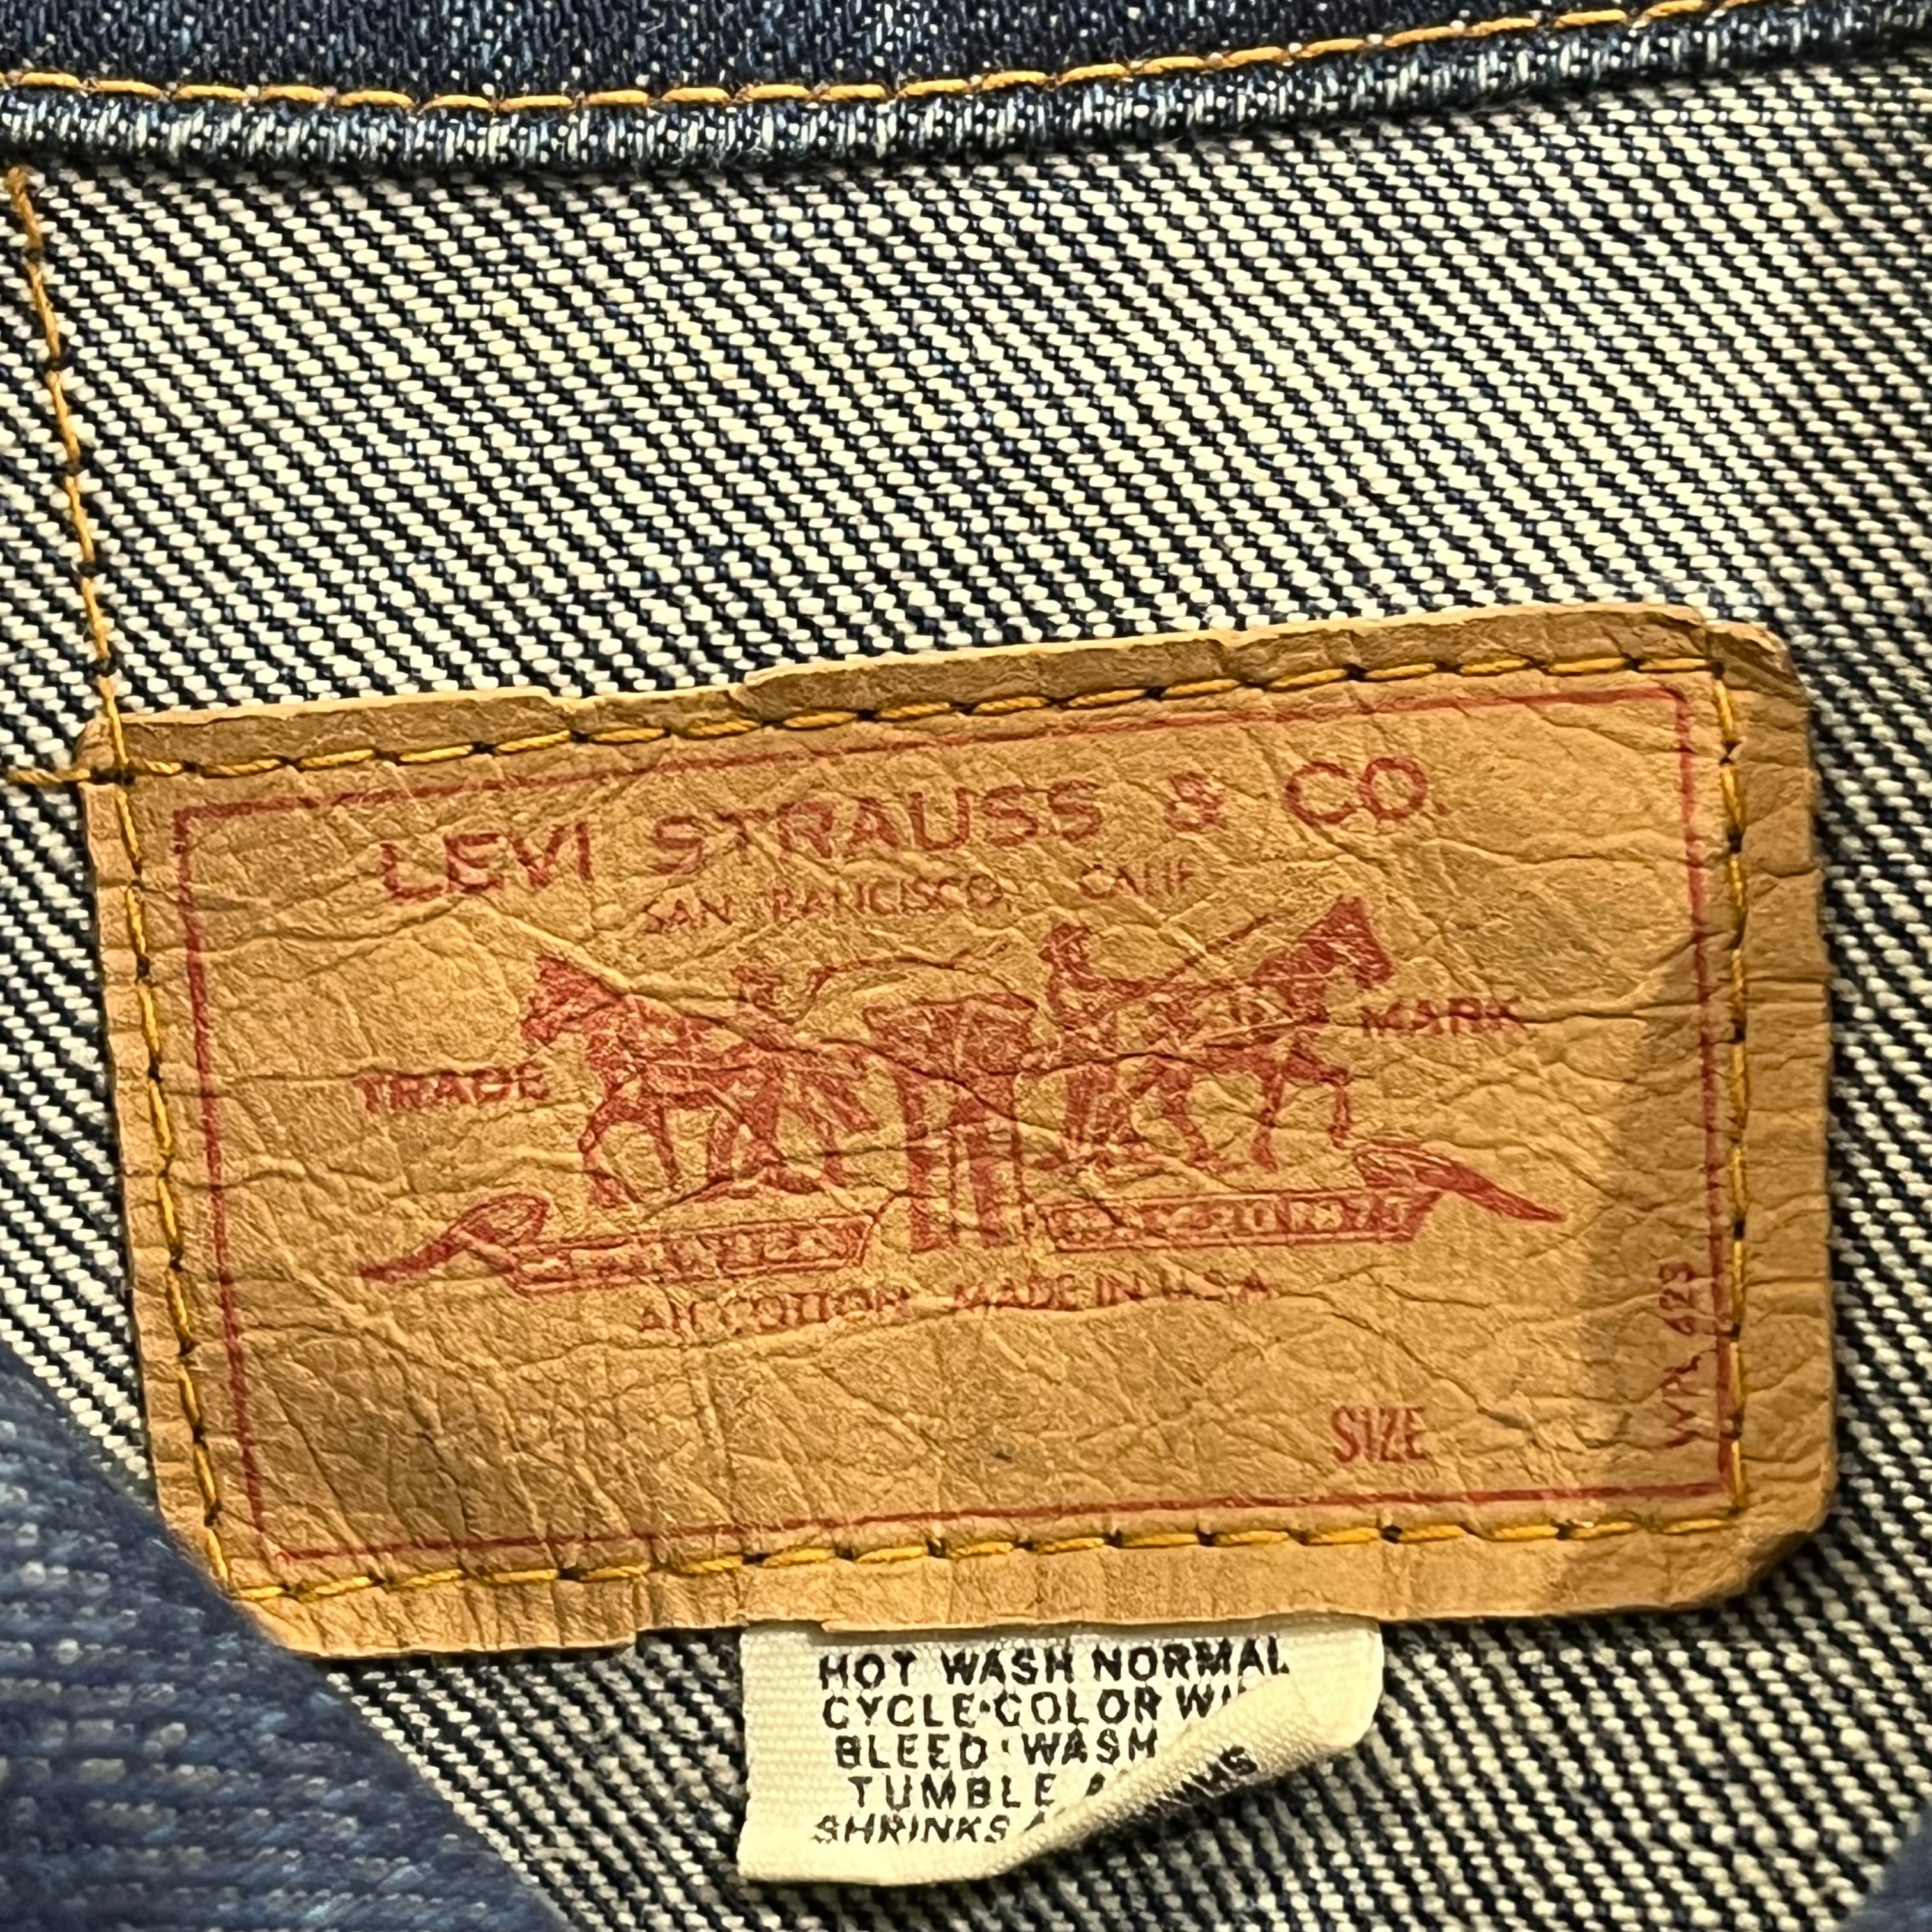 LEVI STRAUSS & CO.
SAN FRANCISCO, CALIF
TRADE MARK
ALL COTTON MADE IN U.S.A
WPL 423
SIZE
HOT WASH NORMAL
CYCLE·COLOR
BLEED·WASH
TUMBLE
SHRINKS